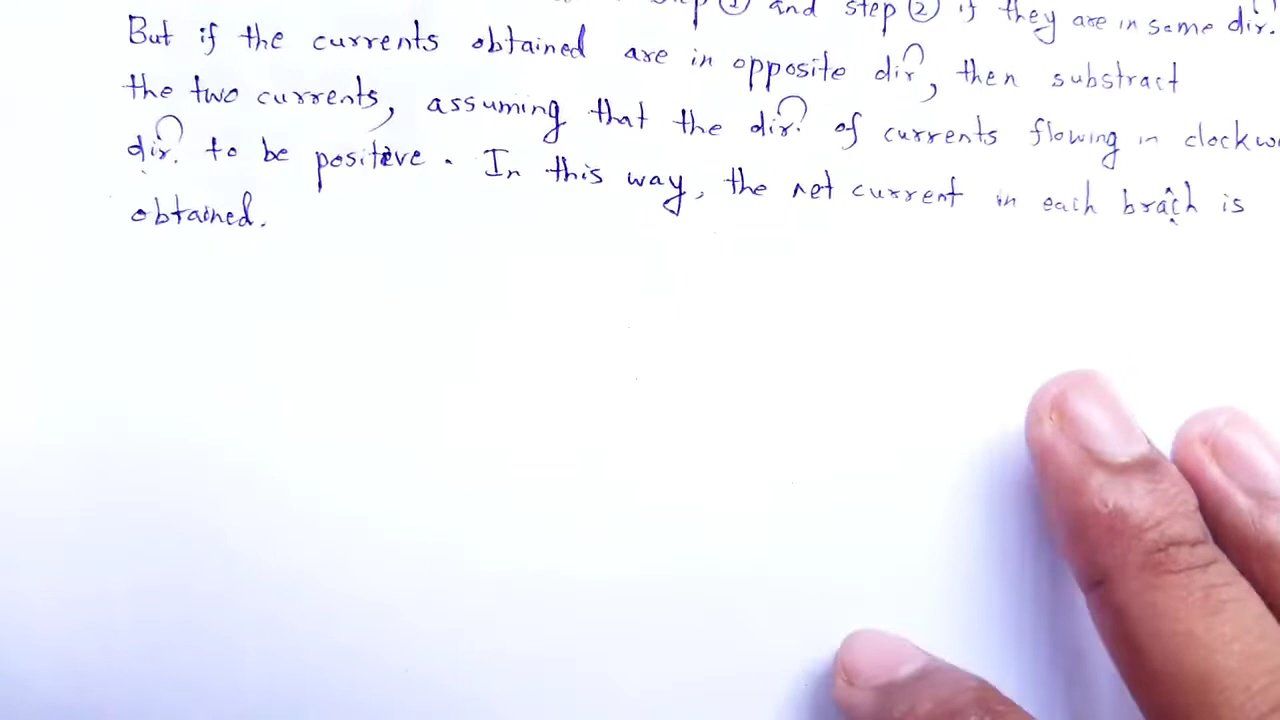 step ① and step ② if they are in same dir.
But if the currents obtained are in opposite dirⁿ, then substract
the two currents, assuming that the dirⁿ. of currents flowing in clockw
dirⁿ. to be positive. In this way, the net current in each brach is
obtained.